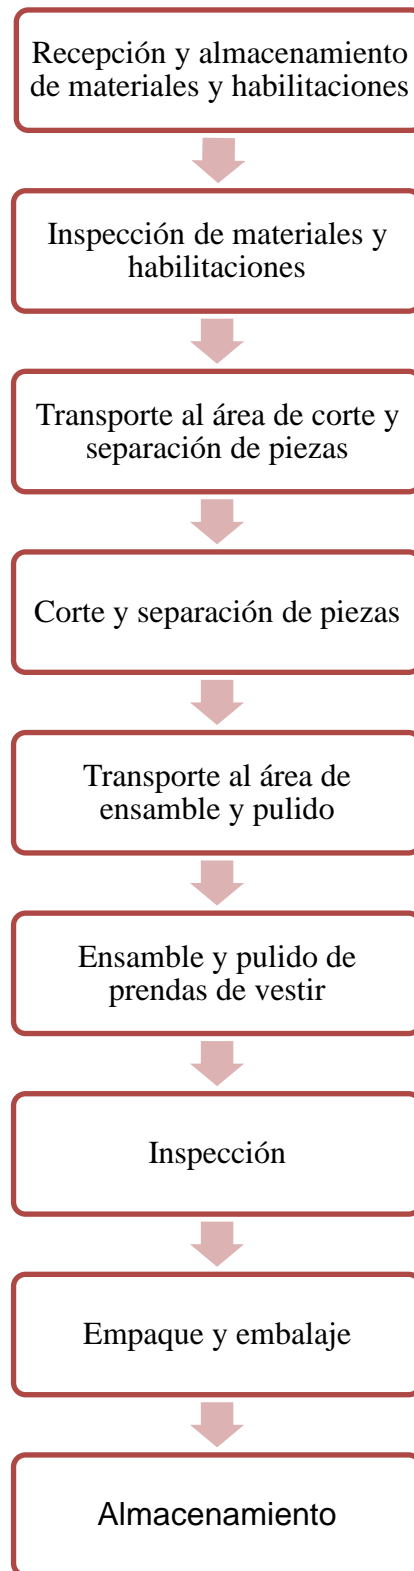 Recepción y almacenamiento
de materiales y habilitaciones
Inspección de materiales y
habilitaciones
Transporte al área de corte y
separación de piezas
Corte y separación de piezas
Transporte al área de
ensamble y pulido
Ensamble y pulido de
prendas de vestir
Inspección
Empaque y embalaje
Almacenamiento